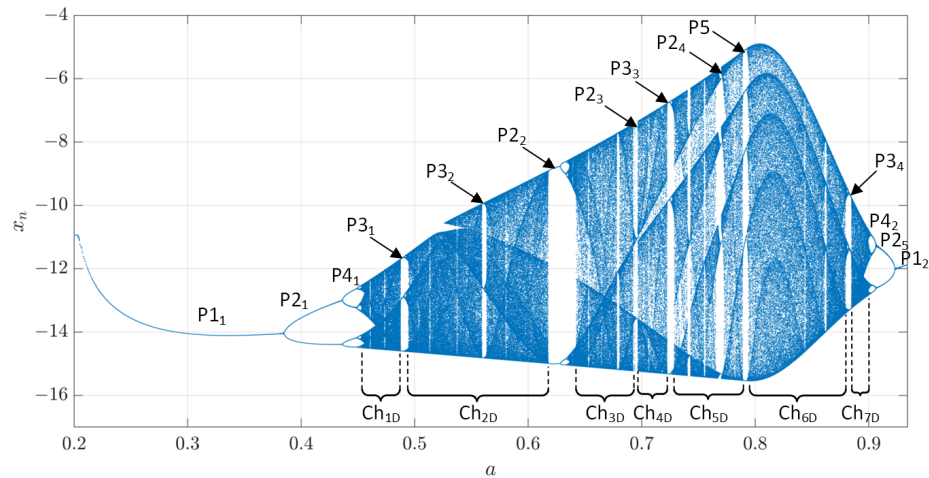 −4
−6
−8
−10
−12
−14
−16
xₙ
P1₁
P2₁
P4₁
P3₁
P3₂
P2₂
P2₃
P3₃
P2₄
P5
P3₄
P4₂
P2₅
P1₂
Ch₁D Ch₂D Ch₃D Ch₄D Ch₅D Ch₆D Ch₇D
0.2 0.3 0.4 0.5 0.6 0.7 0.8 0.9
a